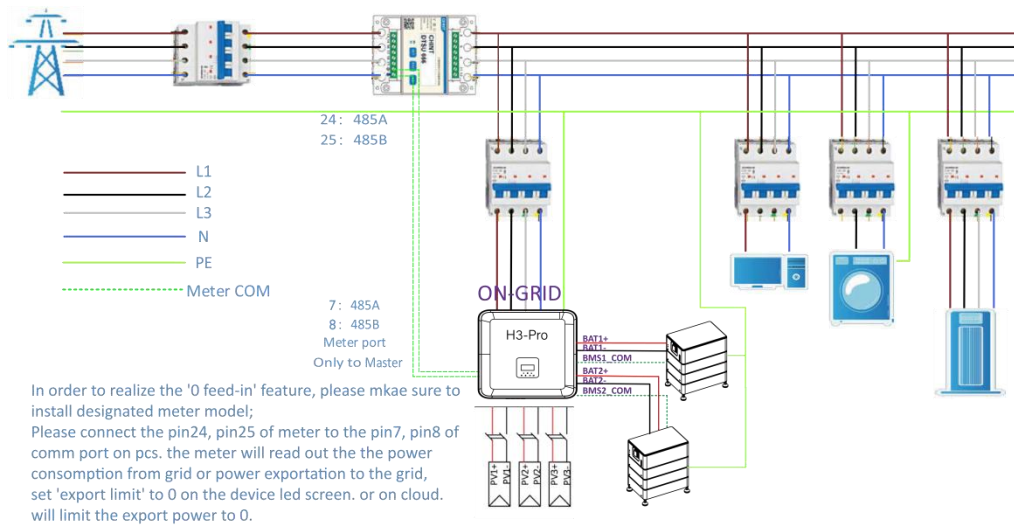 CHINT
DTSU 666
24: 485A
25: 485B
L1
L2
L3
N
PE
Meter COM
7: 485A
8: 485B
Meter port
Only to Master
ON-GRID
H3-Pro
BAT1+
BAT1-
BMS1_COM
BAT2+
BAT2-
BMS2_COM
PV1+
PV1-
PV2+
PV2-
PV3+
PV3-
In order to realize the '0 feed-in' feature, please mkae sure to
install designated meter model;
Please connect the pin24, pin25 of meter to the pin7, pin8 of
comm port on pcs. the meter will read out the the power
consomption from grid or power exportation to the grid,
set 'export limit' to 0 on the device led screen. or on cloud.
will limit the export power to 0.